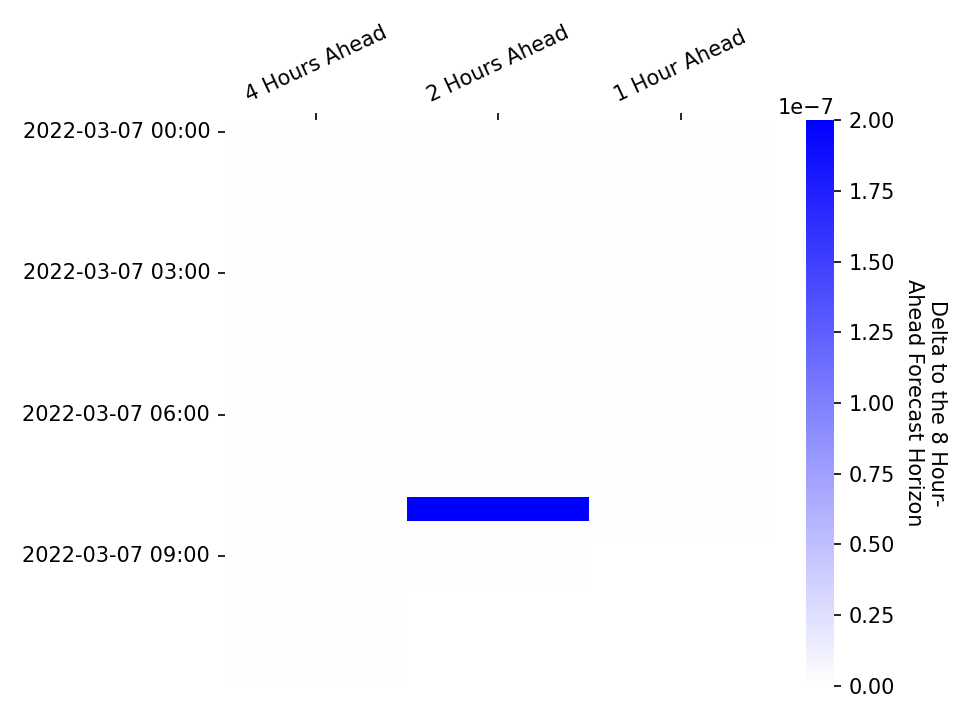 4 Hours Ahead
2 Hours Ahead
1 Hour Ahead
1e−7
2022-03-07 00:00
2022-03-07 03:00
2022-03-07 06:00
2022-03-07 09:00
2.00
1.75
1.50
1.25
1.00
0.75
0.50
0.25
0.00
Delta to the 8 Hour-
Ahead Forecast Horizon